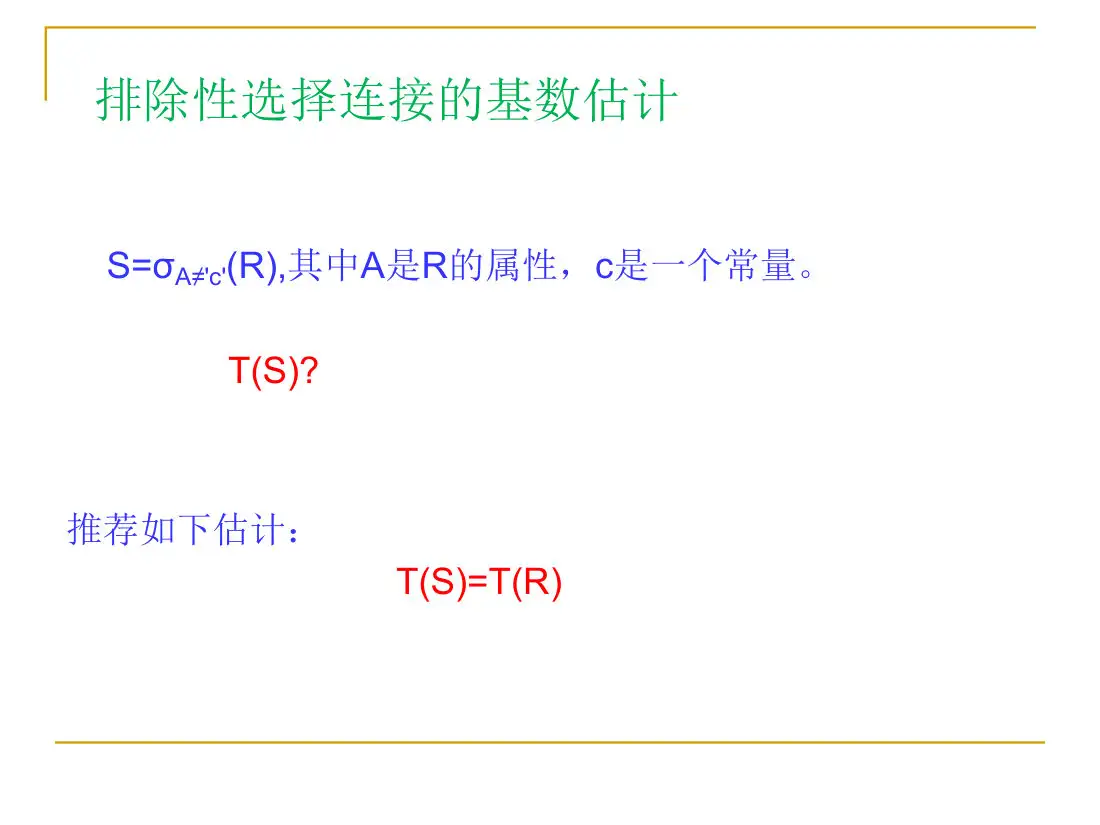 排除性选择连接的基数估计
S=σA≠'c'(R),其中A是R的属性，c是一个常量。
T(S)?
推荐如下估计：
T(S)=T(R)